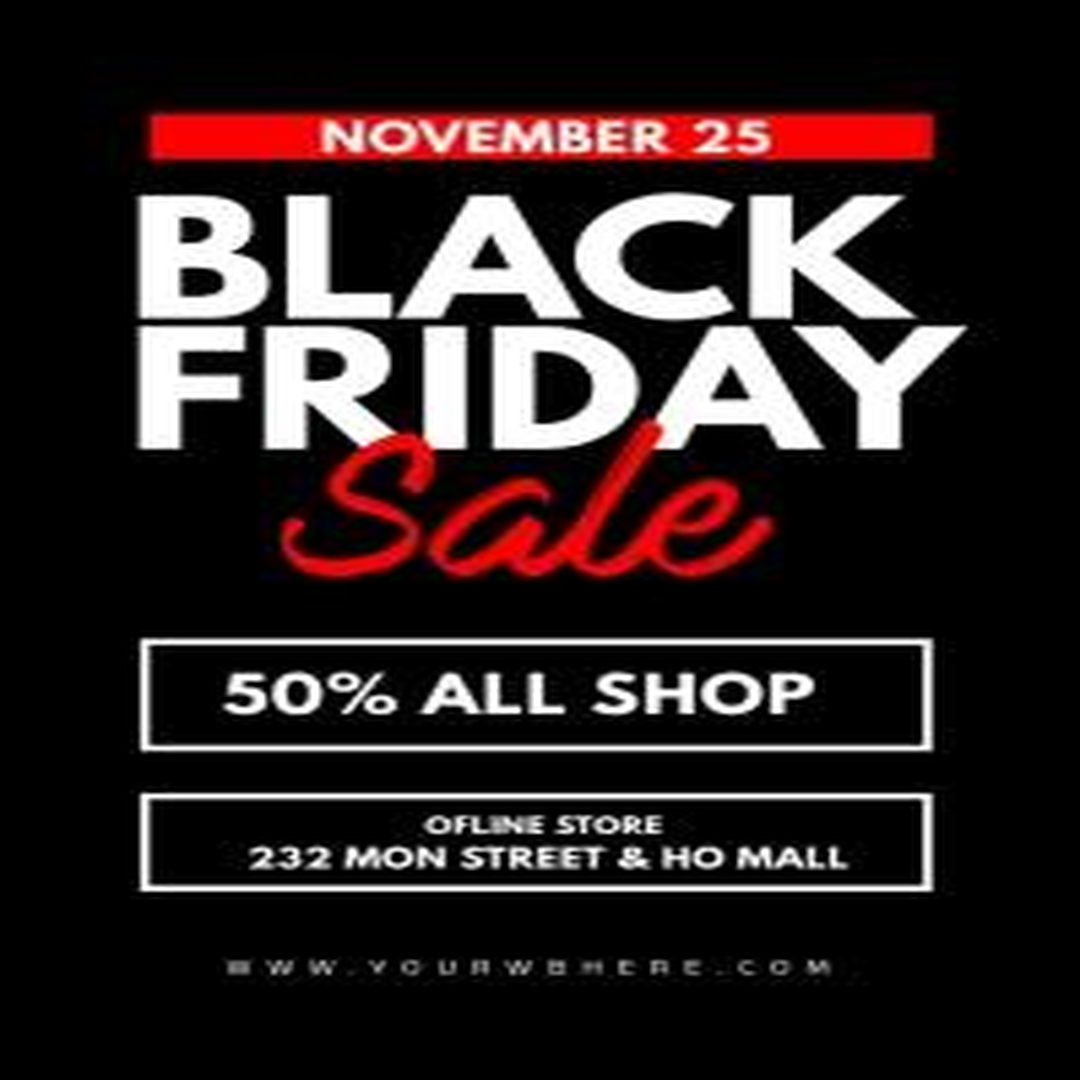 NOVEMBER 25
BLACK
FRIDAY
Sale
50% ALL SHOP
OFLINE STORE
232 MON STREET & HO MALL
WWW.YOURWBHERE.COM